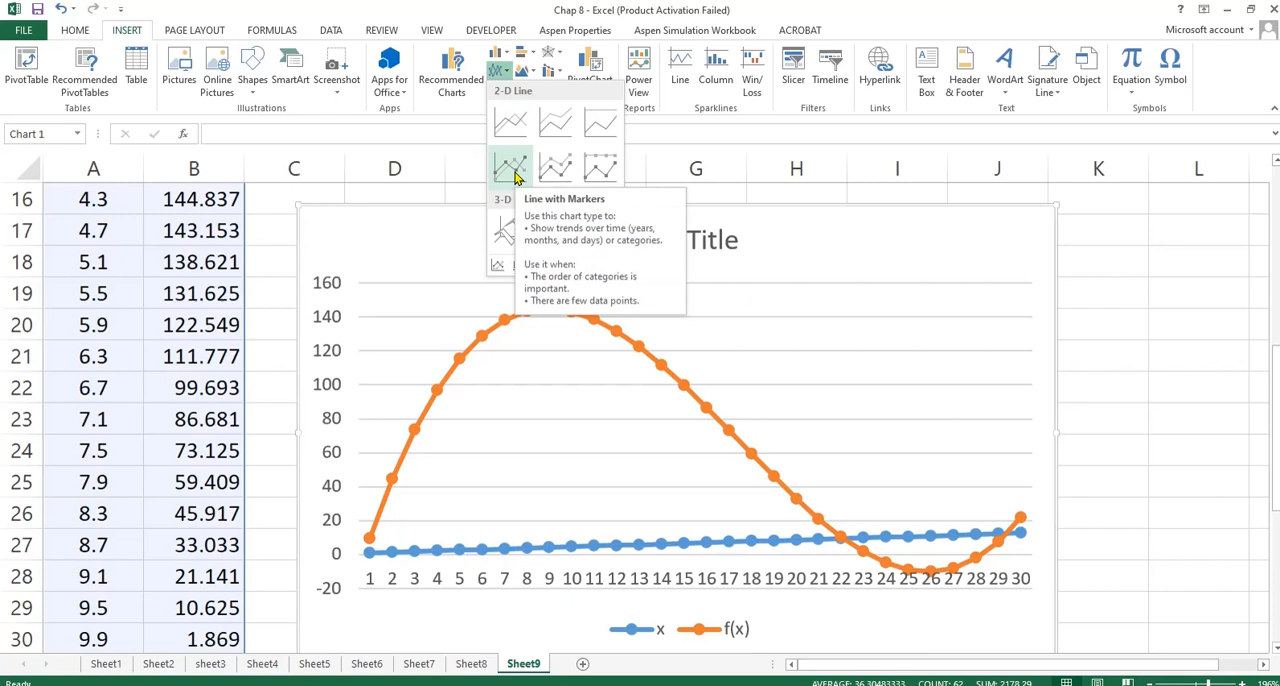 Chap 8 - Excel (Product Activation Failed)
FILE HOME INSERT PAGE LAYOUT FORMULAS DATA REVIEW VIEW DEVELOPER Aspen Properties Aspen Simulation Workbook ACROBAT Microsoft account
PivotTable Recommended PivotTables Table
Tables
Pictures Online Pictures Shapes SmartArt Screenshot
Illustrations
Apps for Office
Apps
Recommended Charts
PivotChart
Power View
Reports
Line Column Win/Loss
Sparklines
Slicer Timeline
Filters
Hyperlink
Links
Text Box Header & Footer WordArt Signature Line Object
Text
Equation Symbol
Symbols
2-D Line
3-D
Line with Markers
Use this chart type to:
• Show trends over time (years,
months, and days) or categories.
Use it when:
• The order of categories is
important.
• There are few data points.
Chart 1
fx
A B C D G H I J K L
16 4.3 144.837
17 4.7 143.153
18 5.1 138.621
19 5.5 131.625
20 5.9 122.549
21 6.3 111.777
22 6.7 99.693
23 7.1 86.681
24 7.5 73.125
25 7.9 59.409
26 8.3 45.917
27 8.7 33.033
28 9.1 21.141
29 9.5 10.625
30 9.9 1.869
Title
160
140
120
100
80
60
40
20
0
-20
1 2 3 4 5 6 7 8 9 10 11 12 13 14 15 16 17 18 19 20 21 22 23 24 25 26 27 28 29 30
x f(x)
Sheet1 Sheet2 sheet3 Sheet4 Sheet5 Sheet6 Sheet7 Sheet8 Sheet9
Ready AVERAGE: 36.30483333 COUNT: 62 SUM: 2178.29 196%